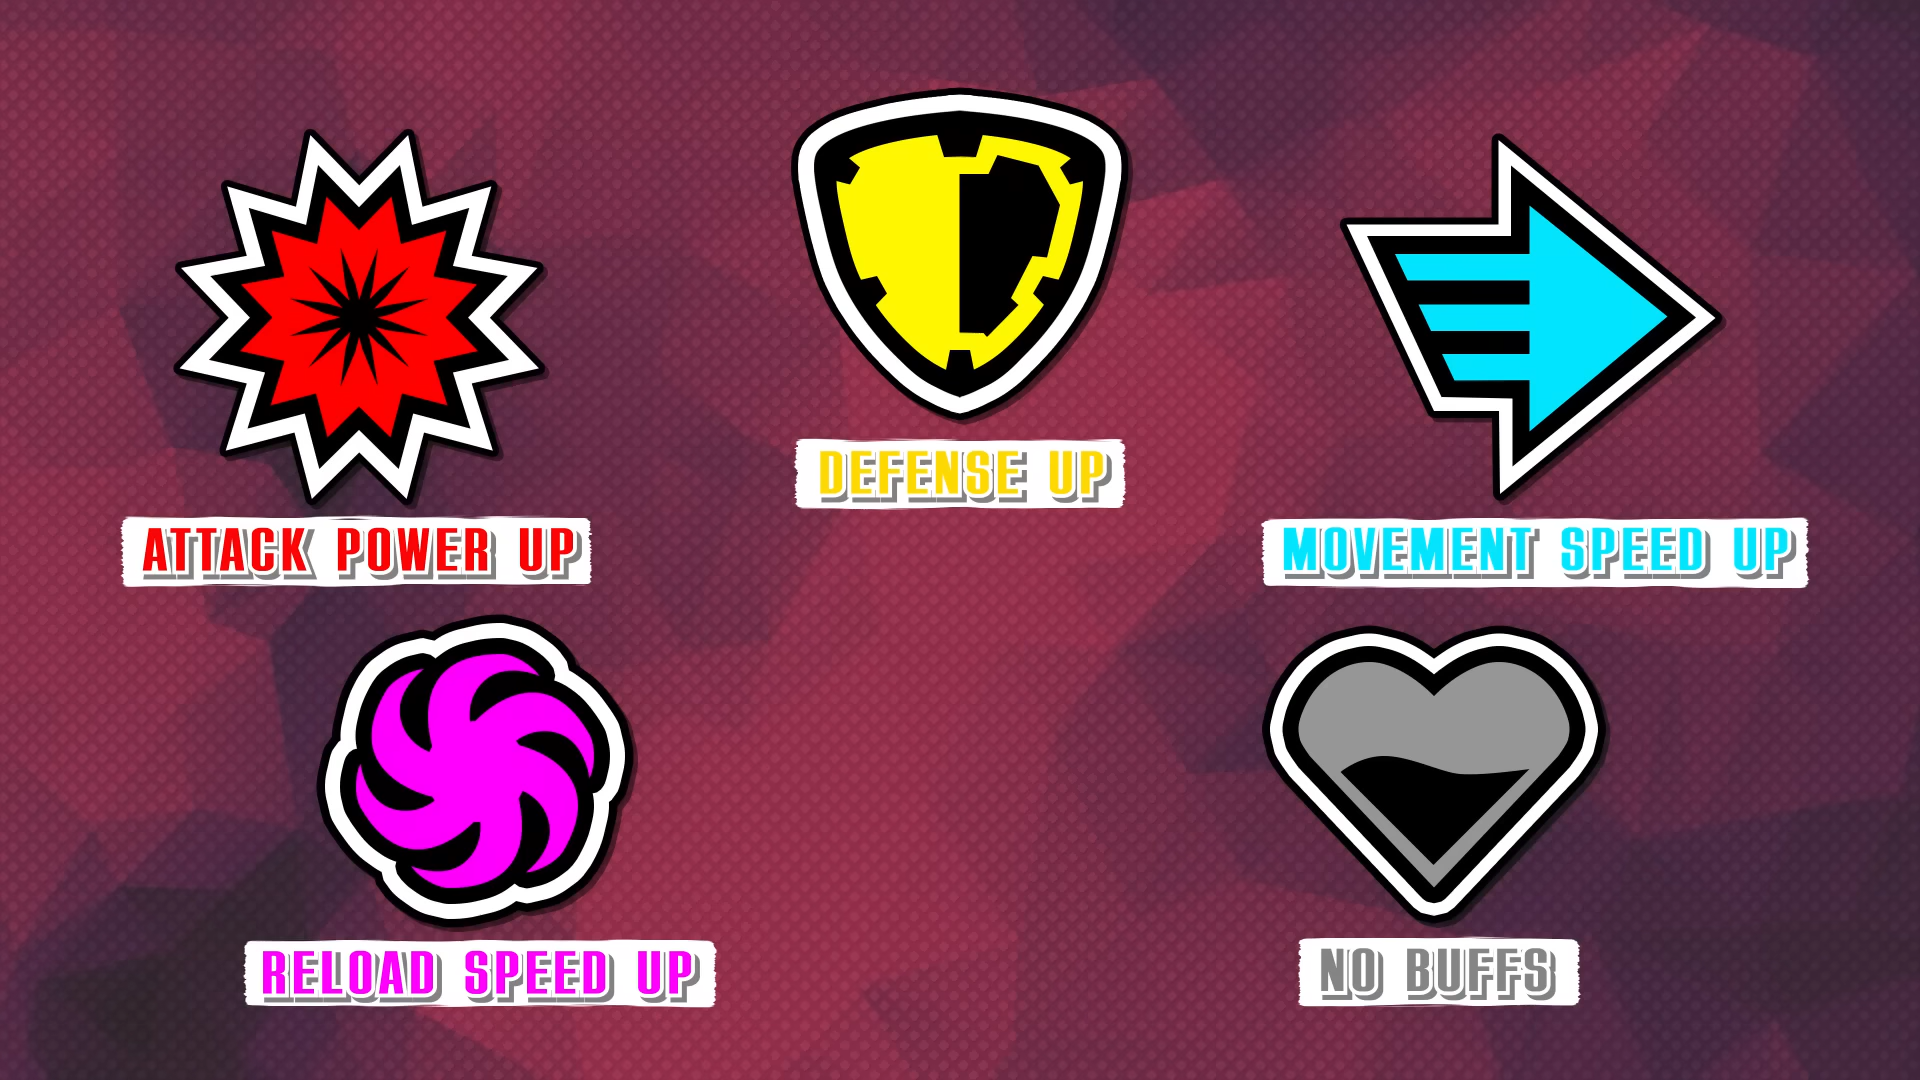 DEFENSE UP
ATTACK POWER UP
MOVEMENT SPEED UP
RELOAD SPEED UP
NO BUFFS